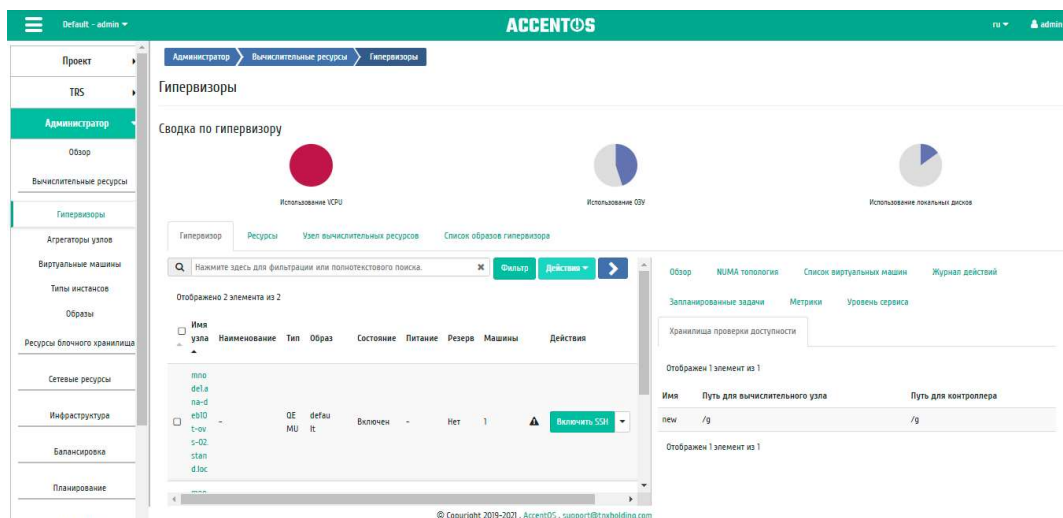 Default - admin
ACCENTOS
ru
admin
Проект
TRS
Администратор
Обзор
Вычислительные ресурсы
Гипервизоры
Агрегаторы узлов
Виртуальные машины
Типы инстансов
Образы
Ресурсы блочного хранилища
Сетевые ресурсы
Инфраструктура
Балансировка
Планирование
Администратор
Вычислительные ресурсы
Гипервизоры
Гипервизоры
Сводка по гипервизору
Использование VCPU
Использование ОЗУ
Использование локальных дисков
Гипервизор Ресурсы Узел вычислительных ресурсов Список образов гипервизора
Нажмите здесь для фильтрации или полнотекстового поиска.
Фильтр
Действия
Отображено 2 элемента из 2
Имя
узла Наименование Тип Образ Состояние Питание Резерв Машины Действия
mno
del.a
na-d
eb10
t-ov
s-02.
stan
d.loc
-
QE
MU
defau
lt
Включен
-
Нет
1
Включить SSH
Обзор NUMA топология Список виртуальных машин Журнал действий
Запланированные задачи Метрики Уровень сервиса
Хранилища проверки доступности
Отображен 1 элемент из 1
Имя Путь для вычислительного узла Путь для контроллера
new /g /g
Отображен 1 элемент из 1
© Copyright 2019-2021 , AccentOS , support@tnxholding.com